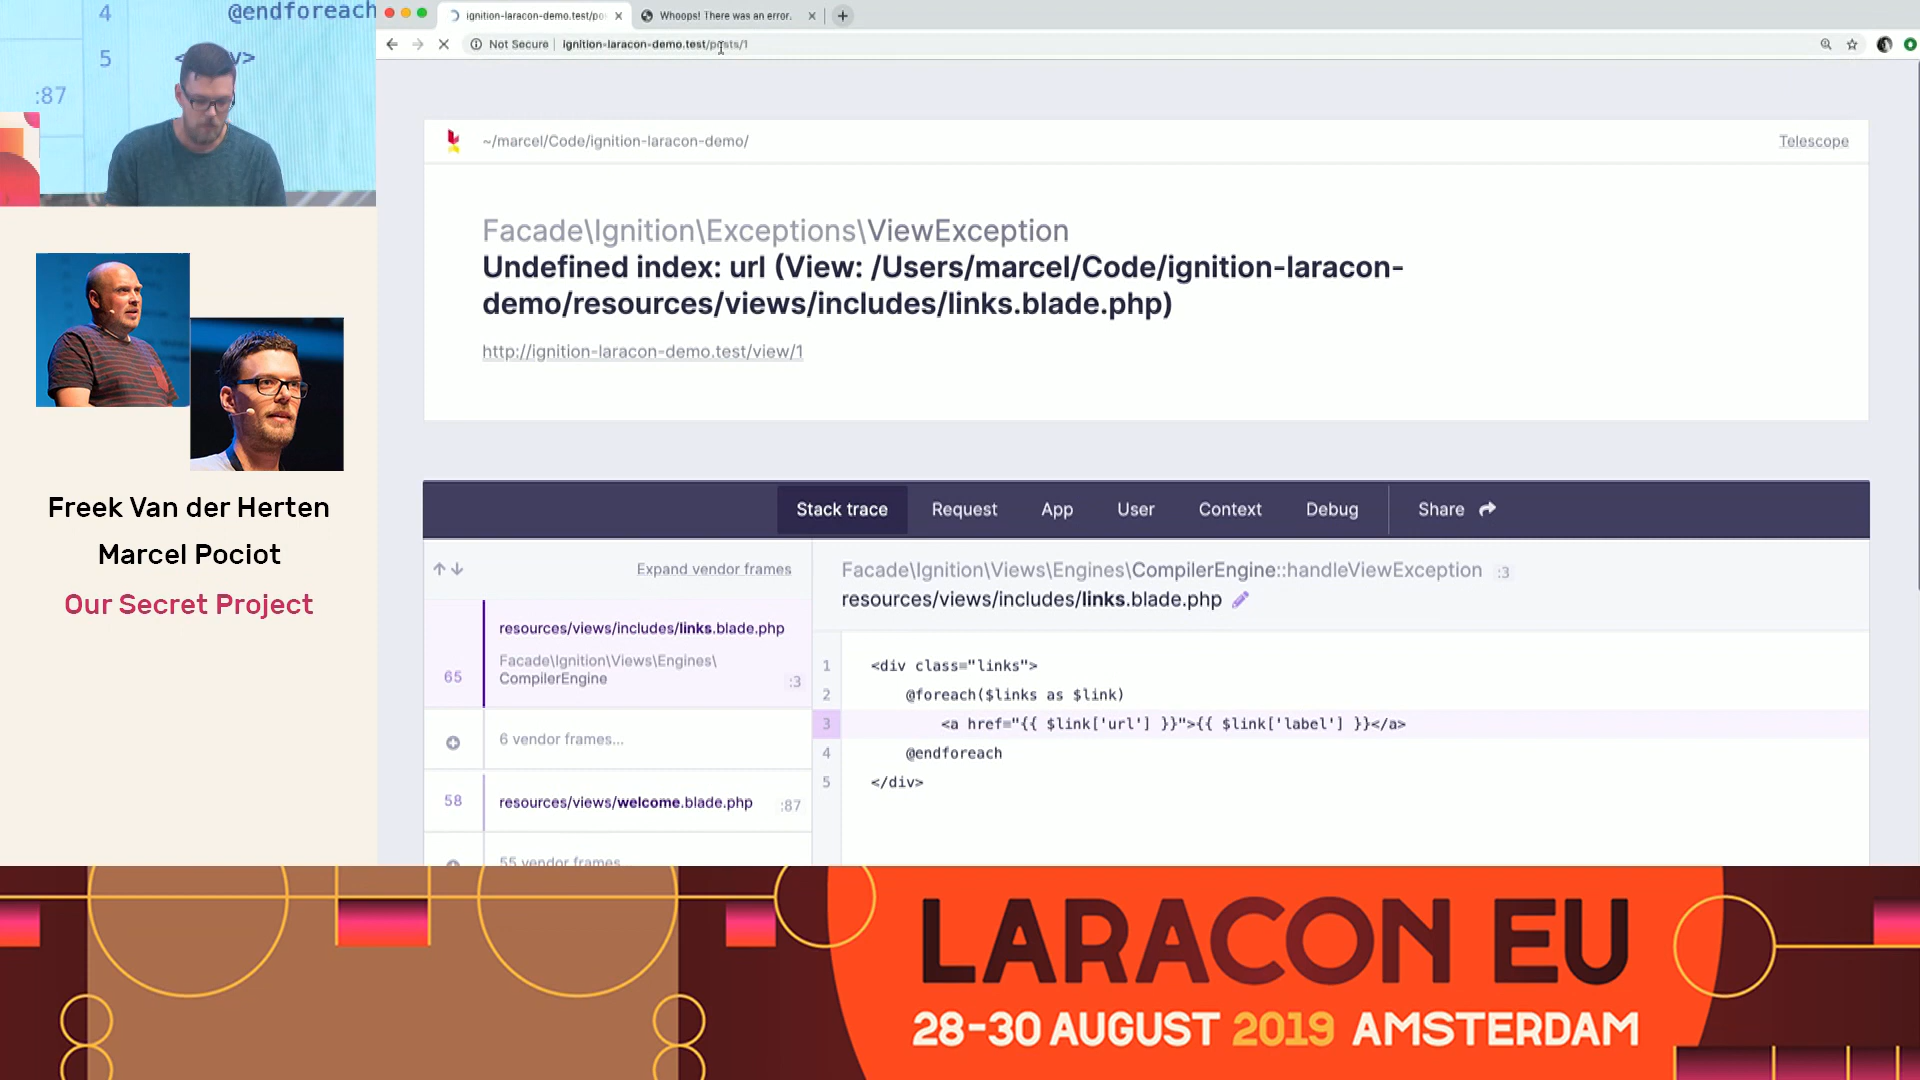 4
@endforeach
5
:87
ignition-laracon-demo.test/po
Whoops! There was an error.
Not Secure
ignition-laracon-demo.test/posts/1
~/marcel/Code/ignition-laracon-demo/
Telescope
Facade\Ignition\Exceptions\ViewException
Undefined index: url (View: /Users/marcel/Code/ignition-laracon-
demo/resources/views/includes/links.blade.php)
http://ignition-laracon-demo.test/view/1
Freek Van der Herten
Marcel Pociot
Our Secret Project
Stack trace
Request
App
User
Context
Debug
Share
Expand vendor frames
65
resources/views/includes/links.blade.php
Facade\Ignition\Views\Engines\
CompilerEngine
:3
6 vendor frames...
58
resources/views/welcome.blade.php
:87
55 vendor frames
Facade\Ignition\Views\Engines\CompilerEngine::handleViewException :3
resources/views/includes/links.blade.php
1 <div class="links">
2 @foreach($links as $link)
3 <a href="{{ $link['url'] }}">{{ $link['label'] }}</a>
4 @endforeach
5 </div>
LARACON EU
28-30 AUGUST 2019 AMSTERDAM